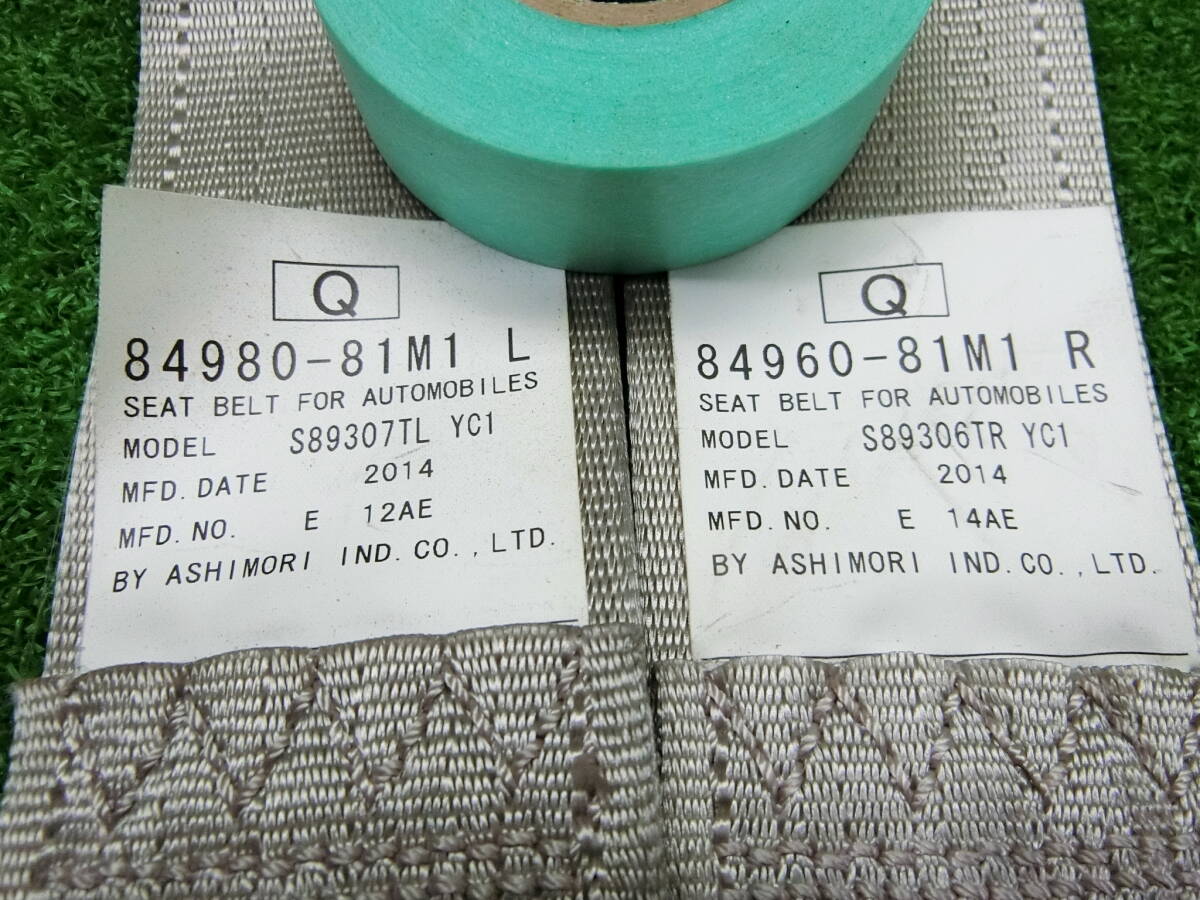 Q
84980-81M1 L
SEAT BELT FOR AUTOMOBILES
MODEL S89307TL YC1
MFD. DATE 2014
MFD. NO. E 12AE
BY ASHIMORI IND. CO., LTD.
Q
84960-81M1 R
SEAT BELT FOR AUTOMOBILES
MODEL S89306TR YC1
MFD. DATE 2014
MFD. NO. E 14AE
BY ASHIMORI IND. CO., LTD.